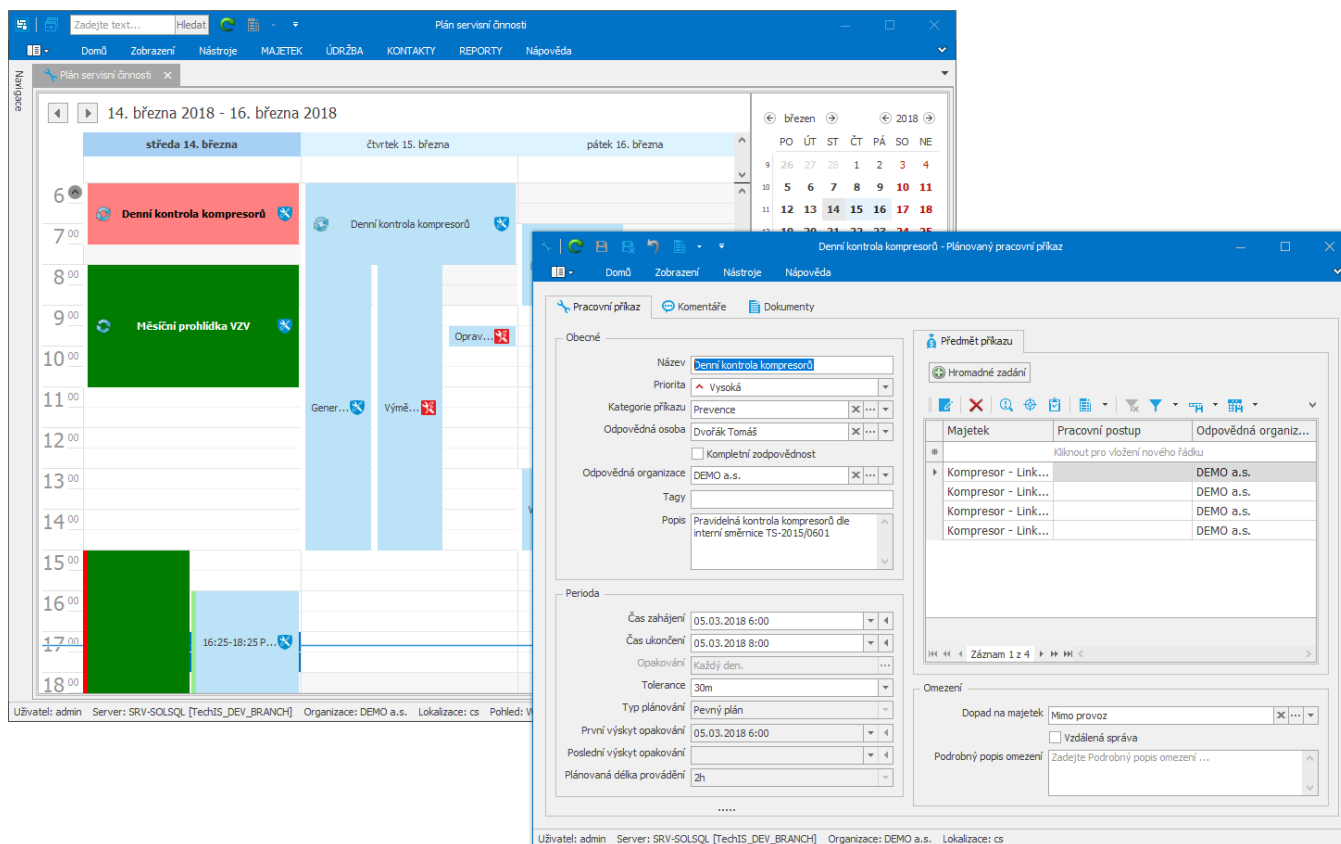 Zadejte text... Hledat Plán servisní činnosti
Domů Zobrazení Nástroje MAJETEK ÚDRŽBA KONTAKTY REPORTY Nápověda
Navigace
Plán servisní činnosti
14. března 2018 - 16. března 2018
středa 14. března čtvrtek 15. března pátek 16. března
6
7 00
8 00
9 00
10 00
11 00
12 00
13 00
14 00
15 00
16 00
17 00
18 00
Denní kontrola kompresorů
Měsíční prohlídka VZV
16:25-18:25 P...
Denní kontrola kompresorů
Gener...
Výmě...
Oprav...
březen 2018
PO ÚT ST ČT PÁ SO NE
9 26 27 28 1 2 3 4
10 5 6 7 8 9 10 11
11 12 13 14 15 16 17 18
Uživatel: admin Server: SRV-SOLSQL [TechIS_DEV_BRANCH] Organizace: DEMO a.s. Lokalizace: cs Pohled:
Denní kontrola kompresorů - Plánovaný pracovní příkaz
Domů Zobrazení Nástroje Nápověda
Pracovní příkaz Komentáře Dokumenty
Obecné
Název Denní kontrola kompresorů
Priorita Vysoká
Kategorie příkazu Prevence
Odpovědná osoba Dvořák Tomáš
Kompletní zodpovědnost
Odpovědná organizace DEMO a.s.
Tagy
Popis Pravidelná kontrola kompresorů dle
interní směrnice TS-2015/0601
Perioda
Čas zahájení 05.03.2018 6:00
Čas ukončení 05.03.2018 8:00
Opakování Každý den.
Tolerance 30m
Typ plánování Pevný plán
První výskyt opakování 05.03.2018 6:00
Poslední výskyt opakování
Plánovaná délka provádění 2h
.....
Předmět příkazu
Hromadné zadání
Majetek Pracovní postup Odpovědná organiz...
Kliknout pro vložení nového řádku
Kompresor - Link... DEMO a.s.
Kompresor - Link... DEMO a.s.
Kompresor - Link... DEMO a.s.
Kompresor - Link... DEMO a.s.
Záznam 1 z 4
Omezení
Dopad na majetek Mimo provoz
Vzdálená správa
Podrobný popis omezení Zadejte Podrobný popis omezení ...
Uživatel: admin Server: SRV-SOLSQL [TechIS_DEV_BRANCH] Organizace: DEMO a.s. Lokalizace: cs